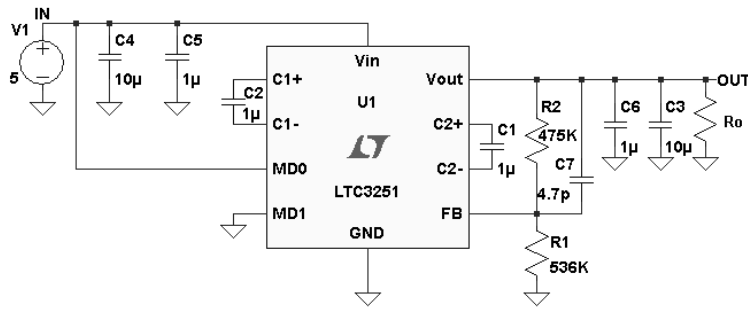 IN
V1
5
C4
10µ
C5
1µ
C2
1µ
C1+
C1-
MD0
MD1
Vin
U1
LTC3251
GND
Vout
C2+
C2-
FB
C1
1µ
R2
475K
C7
4.7p
R1
536K
C6
1µ
C3
10µ
Ro
OUT